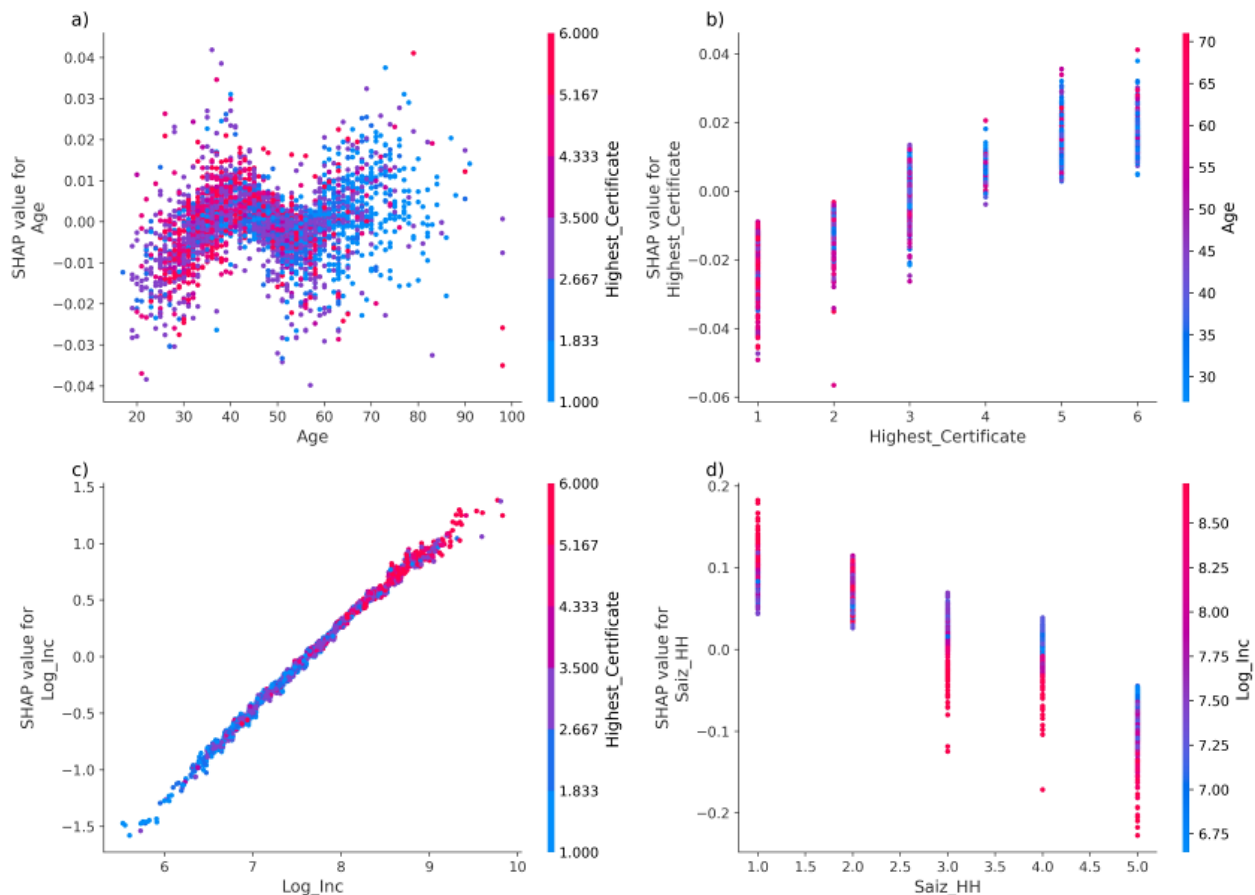 a)
0.04
0.03
0.02
0.01
0.00
−0.01
−0.02
−0.03
−0.04
SHAP value for
Age
20 30 40 50 60 70 80 90 100
Age
6.000
5.167
4.333
3.500
2.667
1.833
1.000
Highest_Certificate
b)
0.04
0.02
0.00
−0.02
−0.04
−0.06
SHAP value for
Highest_Certificate
1 2 3 4 5 6
Highest_Certificate
70
65
60
55
50
45
40
35
30
Age
c)
1.5
1.0
0.5
0.0
−0.5
−1.0
−1.5
SHAP value for
Log_Inc
6 7 8 9 10
Log_Inc
6.000
5.167
4.333
3.500
2.667
1.833
1.000
Highest_Certificate
d)
0.2
0.1
0.0
−0.1
−0.2
SHAP value for
Saiz_HH
1.0 1.5 2.0 2.5 3.0 3.5 4.0 4.5 5.0
Saiz_HH
8.50
8.25
8.00
7.75
7.50
7.25
7.00
6.75
Log_Inc